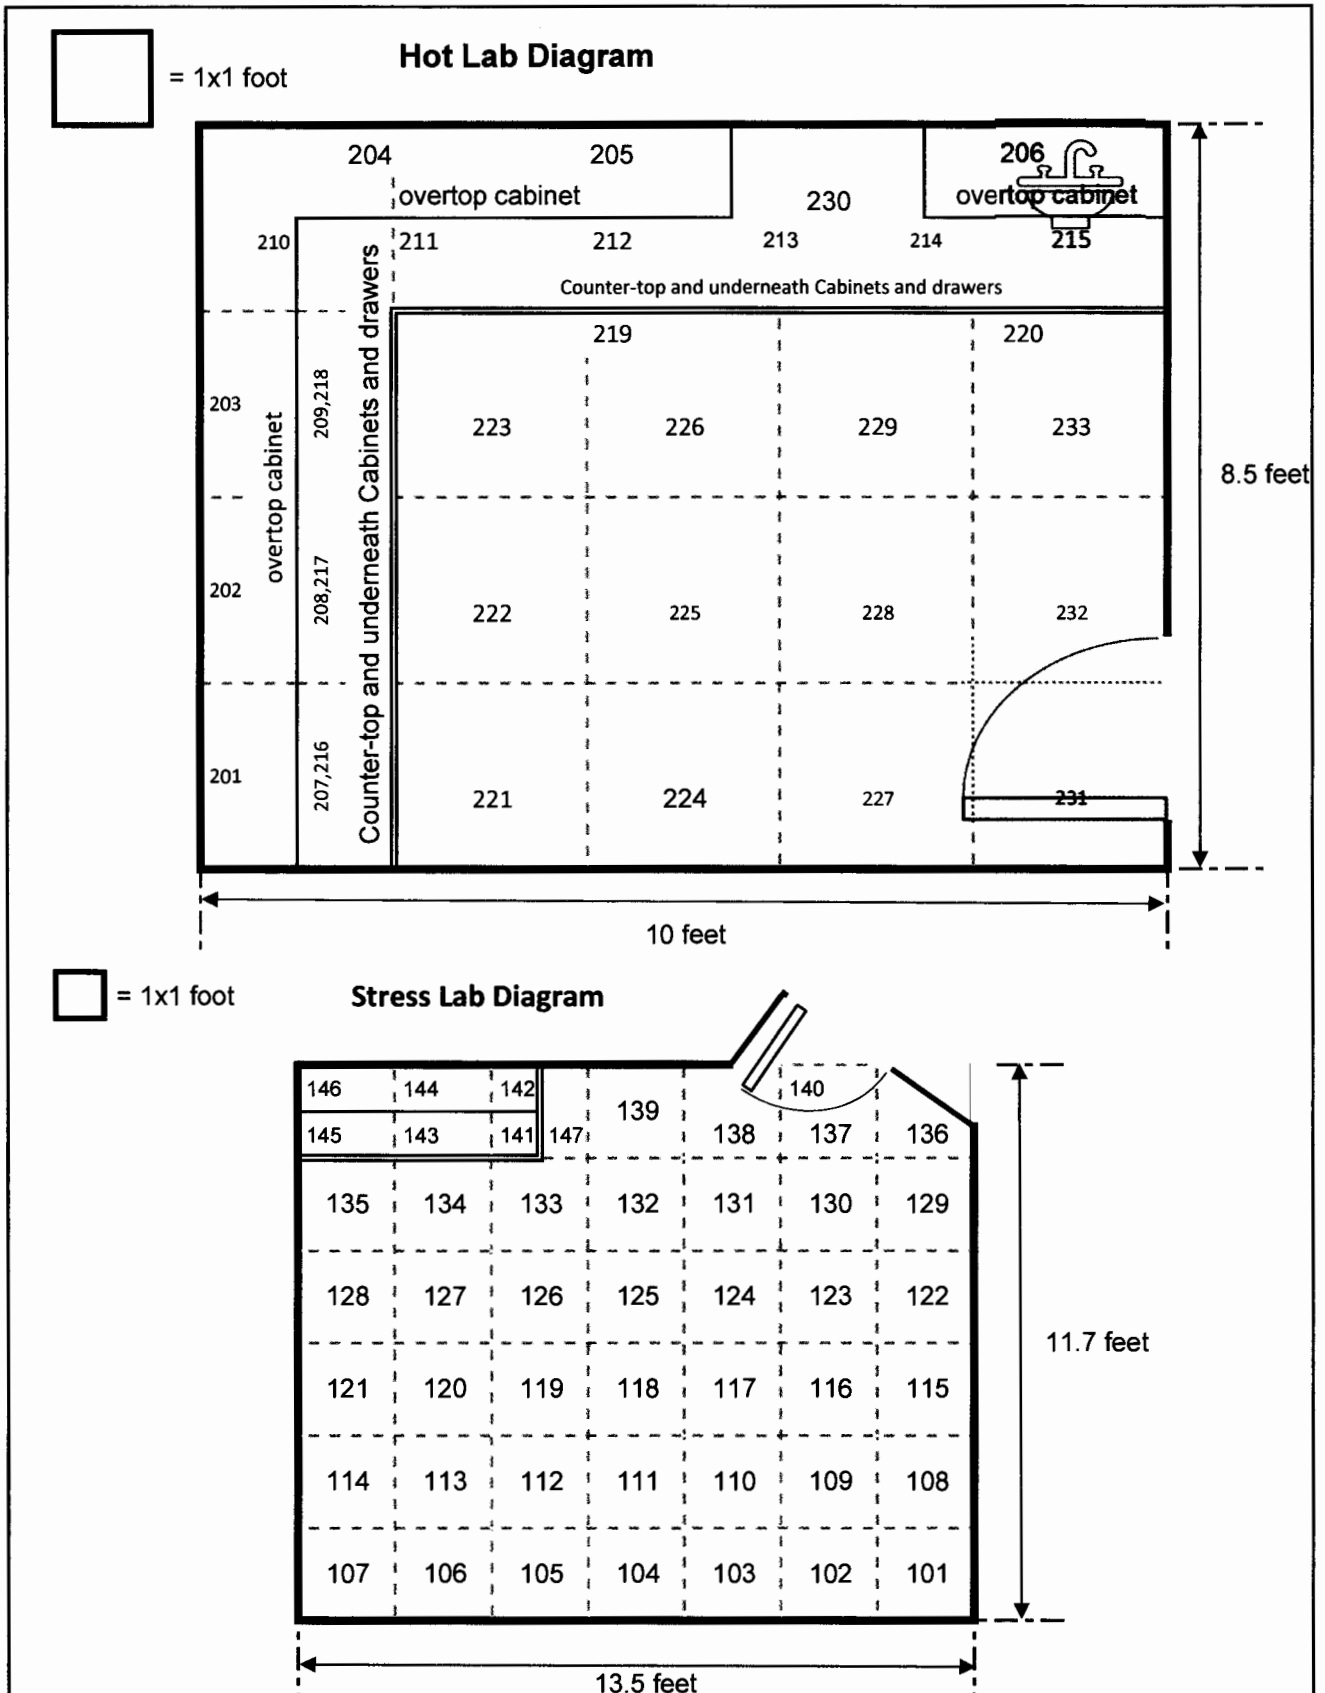 Hot Lab Diagram
= 1x1 foot
204 205 206
overtop cabinet 230 overtop cabinet
210 211 212 213 214 215
Counter-top and underneath Cabinets and drawers
219 220
203 overtop cabinet 209,218 Counter-top and underneath Cabinets and drawers 223 226 229 233
8.5 feet
202 208,217 222 225 228 232
201 207,216 221 224 227 231
10 feet
= 1x1 foot
Stress Lab Diagram
146 144 142 140
139
145 143 141 147 138 137 136
135 134 133 132 131 130 129
128 127 126 125 124 123 122
11.7 feet
121 120 119 118 117 116 115
114 113 112 111 110 109 108
107 106 105 104 103 102 101
13.5 feet